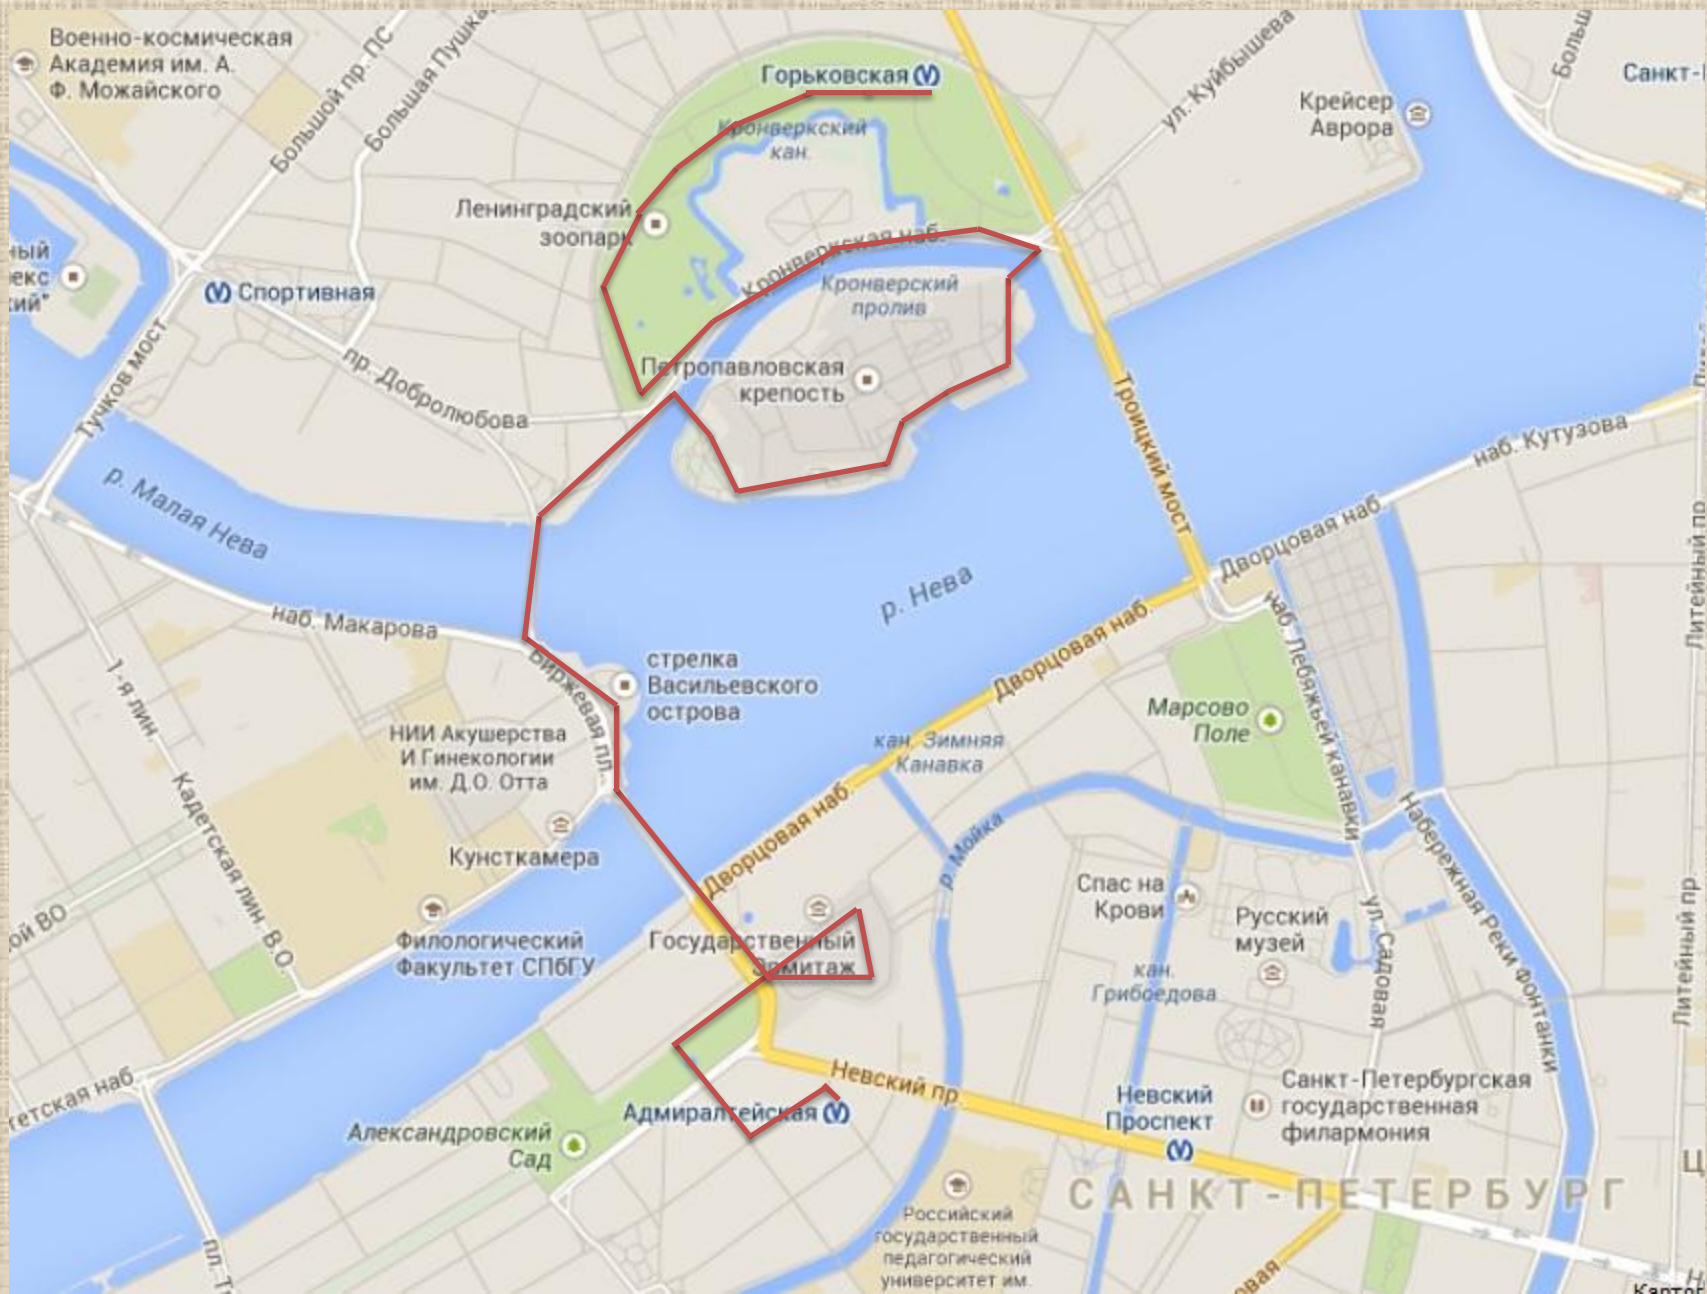 Военно-космическая
Академия им. А.
Ф. Можайского
Большой пр. ПС
Большая Пушка
Горьковская
Кронверкский
кан.
ул. Куйбышева
Крейсер
Аврора
Санкт-
Ленинградский
зоопарк
Спортивная
Кронверкская наб.
Кронверский
пролив
Тучков мост
пр. Добролюбова
Петропавловская
крепость
Троицкий мост
наб. Кутузова
р. Малая Нева
р. Нева
Дворцовая наб
Литейный пр
наб. Макарова
Биржевая пл.
стрелка
Васильевского
острова
Дворцовая наб.
наб. Лебяжьей канавки
Марсово
Поле
1-я лин.
НИИ Акушерства
И Гинекологии
им. Д.О. Отта
кан. Зимняя
Канавка
Дворцовая наб.
р. Мойка
Набережная Реки Фонтанки
Кадетская лин. В.О.
Кунсткамера
Спас на
Крови
Русский
музей
ул. Садовая
Литейный пр
ой ВО
Филологический
Факультет СПбГУ
Государственный
Эрмитаж
кан.
Грибоедова
Невский пр.
Адмиралтейская
Александровский
Сад
Невский
Проспект
Санкт-Петербургская
государственная
филармония
САНКТ-ПЕТЕРБУРГ
Российский
государственный
педагогический
университет им.